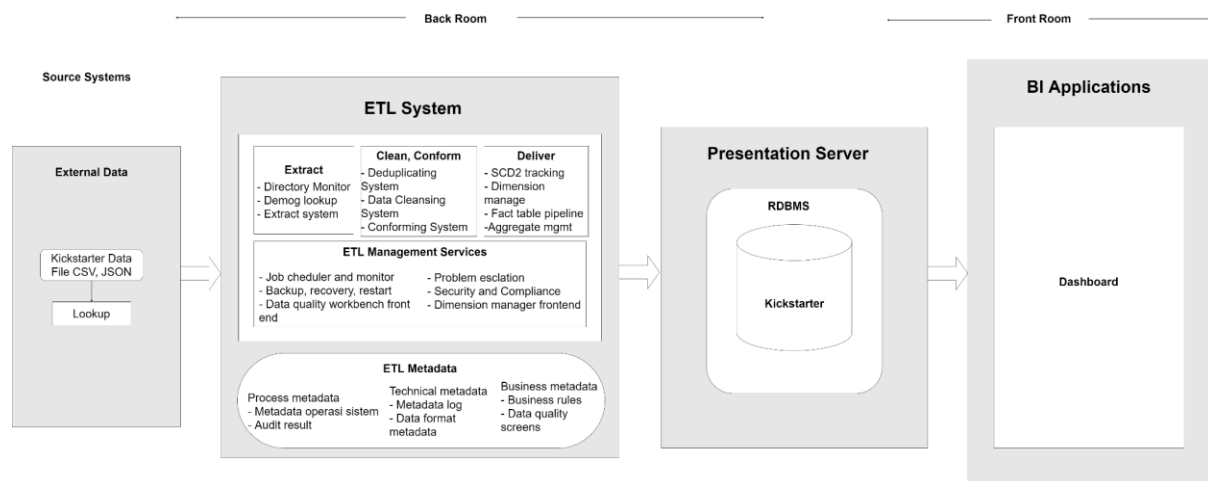 Back Room
Front Room
Source Systems
External Data
Kickstarter Data
File CSV, JSON
Lookup
ETL System
Extract
- Directory Monitor
- Demog lookup
- Extract system
Clean, Conform
- Deduplicating
System
- Data Cleansing
System
- Conforming System
Deliver
- SCD2 tracking
- Dimension
manage
- Fact table pipeline
-Aggregate mgmt
ETL Management Services
- Job cheduler and monitor
- Backup, recovery, restart
- Data quality workbench front
end
- Problem esclation
- Security and Compliance
- Dimension manager frontend
ETL Metadata
Process metadata
- Metadata operasi sistem
- Audit result
Technical metadata
- Metadata log
- Data format
metadata
Business metadata
- Business rules
- Data quality
screens
Presentation Server
RDBMS
Kickstarter
BI Applications
Dashboard